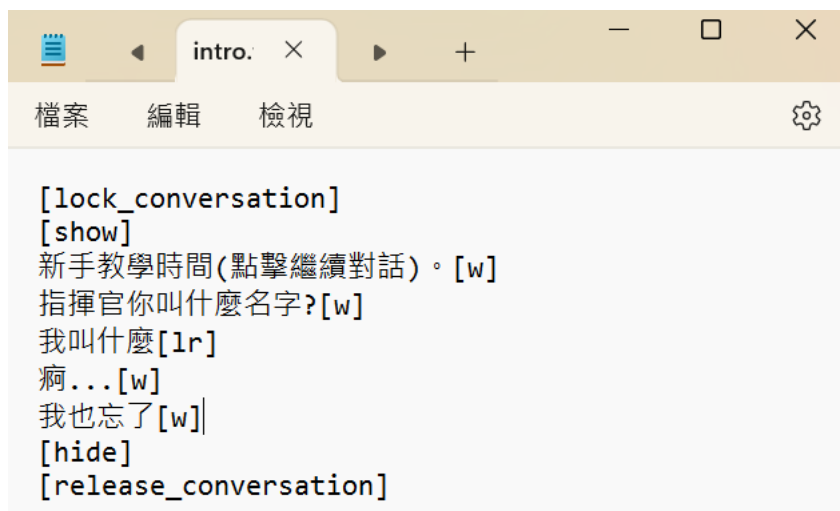 intro.
檔案 編輯 檢視
[lock_conversation]
[show]
新手教學時間(點擊繼續對話)。[w]
指揮官你叫什麼名字?[w]
我叫什麼[lr]
痾...[w]
我也忘了[w]
[hide]
[release_conversation]